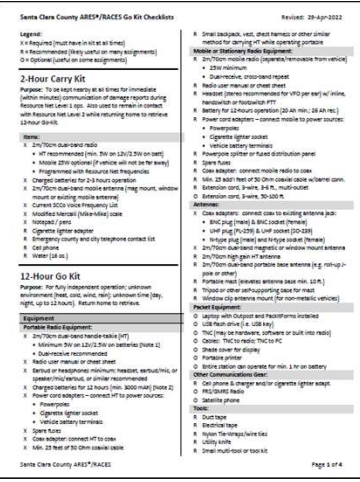 Santa Clara County ARES®/RACES Go Kit Checklists
Revised: 29-Apr-2022
Legend:
X = Required (must have in kit at all times)
R = Recommended (likely useful on many assignments)
O = Optional (useful on some assignments)
2-Hour Carry Kit
Purpose: To be kept nearby at all times for immediate
(within minutes) communication of damage reports during
Resource Net Level 1 ops. Also used to remain in contact
with Resource Net Level 2 while returning home to retrieve
12-hour Go-Kit.
Items:
X 2m/70cm dual-band radio
• HT recommended (min. 5W on 12V/2.5W on batt)
• Mobile 25W optional (if vehicle will not be far away)
• Programmed with Resource Net frequencies
X Charged batteries for 2-3 hours operation
X 2m/70cm dual-band mobile antenna (mag mount, window
mount or existing mobile antenna)
X Current SCCo Voice Frequency List
X Modified Mercalli (Mike-Mike) scale
X Notepad / pens
X Cigarette lighter adapter
R Emergency county and city telephone contact list
R Cell phone
R Water (16 oz.)
12-Hour Go Kit
Purpose: For fully independent operation; unknown
environment (heat, cold, wind, rain); unknown time (day,
night, up to 12 hours). Return home to retrieve.
Equipment
Portable Radio Equipment:
X 2m/70cm dual-band handie-talkie (HT)
• Minimum 5W on 12V/2.5W on batteries (Note 1)
• Dual-receive recommended
X Radio user manual or cheat sheet
X Earbud or headphones minimum; headset, earbud/mic, or
speaker/mic/earbud, or similar recommended
X Charged batteries for 12 hours (min. 3000 mAH) (Note 2)
X Power cord adapters – connect HT to power sources:
• Powerpoles
• Cigarette lighter socket
• Vehicle battery terminals
X Spare fuses
X Coax adapter: connect HT to coax
X Min. 25 feet of 50 Ohm coaxial cable
R Small backpack, vest, chest harness or other similar
method for carrying HT while operating portable
Mobile or Stationary Radio Equipment:
R 2m/70cm mobile radio (separate/removable from vehicle)
• 25W minimum
• Dual-receive, cross-band repeat
R Radio user manual or cheat sheet
R Headset (stereo recommended for VFO per ear) w/ inline,
handswitch or footswitch PTT
R Battery for 12-hours operation (20 Ah min.; 26 Ah rec.)
R Power cord adapters – connect mobile to power sources:
• Powerpoles
• Cigarette lighter socket
• Vehicle battery terminals
R Powerpole splitter or fused distribution panel
R Spare fuses
R Coax adapter: connect mobile radio to coax
R Min. 25 add'l feet of 50 Ohm coaxial cable w/barrel conn.
R Extension cord, 3-wire, 3-6 ft., multi-outlet
O Extension cord, 3-wire, 50-100 ft.
Antennas:
X Coax adapters: connect coax to existing antenna jack:
• BNC plug (male) & BNC socket (female)
• UHF plug (PL-259) & UHF socket (SO-239)
• N-type plug (male) and N-type socket (female)
X 2m/70cm dual-band magnetic or window mount antenna
R 2m/70cm high gain HT antenna
R 2m/70cm dual-band portable base antenna (e.g. roll-up J-
pole or other)
R Portable mast (elevates antenna base min. 10 ft.)
R Tripod or other self-supporting base for mast
R Window clip antenna mount (for non-metallic vehicles)
Packet Equipment:
O Laptop with Outpost and PackItForms installed
O USB flash drive (i.e. USB key)
O TNC (may be hardware, software or built into radio)
O Cables: TNC to radio; TNC to PC
O Shade cover for display
O Portable printer
O Entire station can operate for min. 1 hr on battery
Other Communications Gear:
R Cell phone & charger and/or cigarette lighter adapt.
O FRS/GMRS Radio
O Satellite phone
Tools:
R Duct tape
R Electrical tape
R Nylon Tie-Wraps/wire ties
R Utility knife
R Small multi-tool or tool kit
Santa Clara County ARES®/RACES
Page 1 of 4